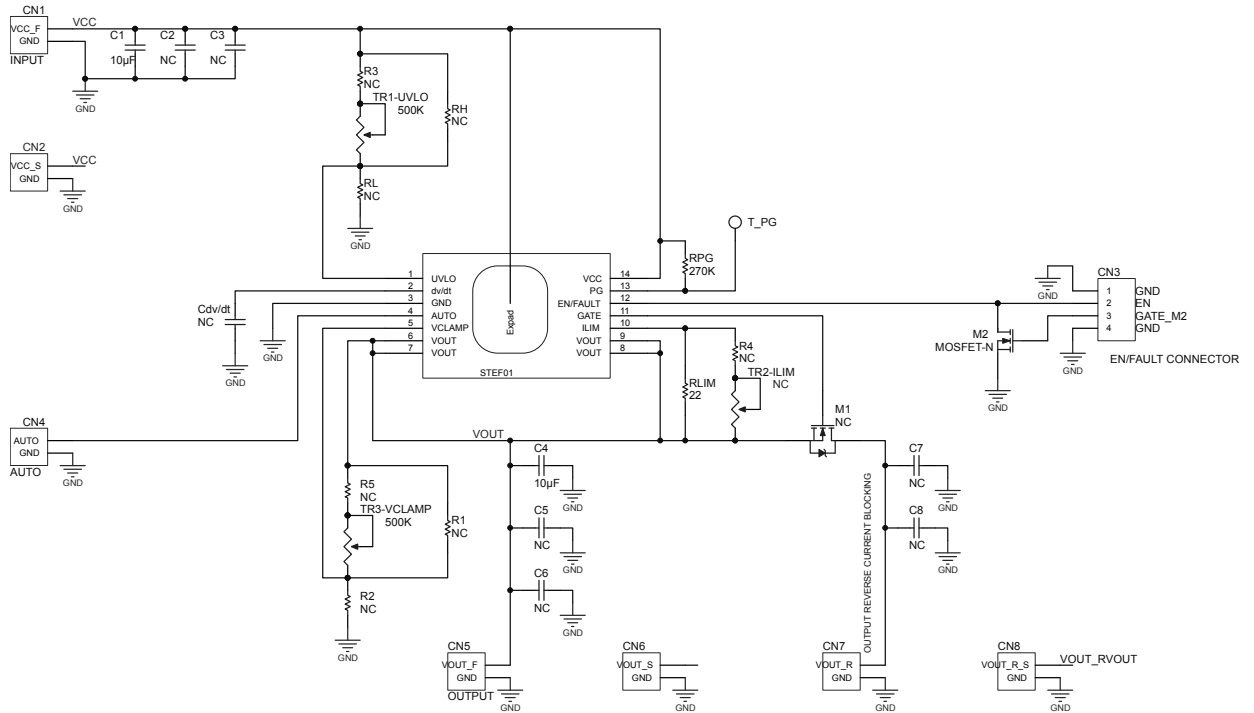 CN1
VCC_F
GND
INPUT
VCC
C1
10µF
C2
NC
C3
NC
GND
CN2
VCC_S
GND
VCC
GND
R3
NC
TR1-UVLO
500K
RH
NC
RL
NC
GND
T_PG
RPG
270K
1
2
3
4
5
6
7
UVLO
dv/dt
GND
AUTO
VCLAMP
VOUT
VOUT
Expad
STEF01
VCC
PG
EN/FAULT
GATE
ILIM
VOUT
VOUT
14
13
12
11
10
9
8
Cdv/dt
NC
GND
GND
GND
CN3
1
2
3
4
GND
EN
GATE_M2
GND
EN/FAULT CONNECTOR
GND
M2
MOSFET-N
GND
R4
NC
TR2-ILIM
NC
RLIM
22
M1
NC
CN4
AUTO
GND
AUTO
GND
VOUT
C4
10µF
GND
C5
NC
GND
C6
NC
GND
R5
NC
TR3-VCLAMP
500K
R1
NC
R2
NC
GND
C7
NC
GND
C8
NC
GND
OUTPUT REVERSE CURRENT BLOCKING
CN5
VOUT_F
GND
OUTPUT
GND
CN6
VOUT_S
GND
GND
CN7
VOUT_R
GND
GND
CN8
VOUT_R_S
GND
VOUT_RVOUT
GND